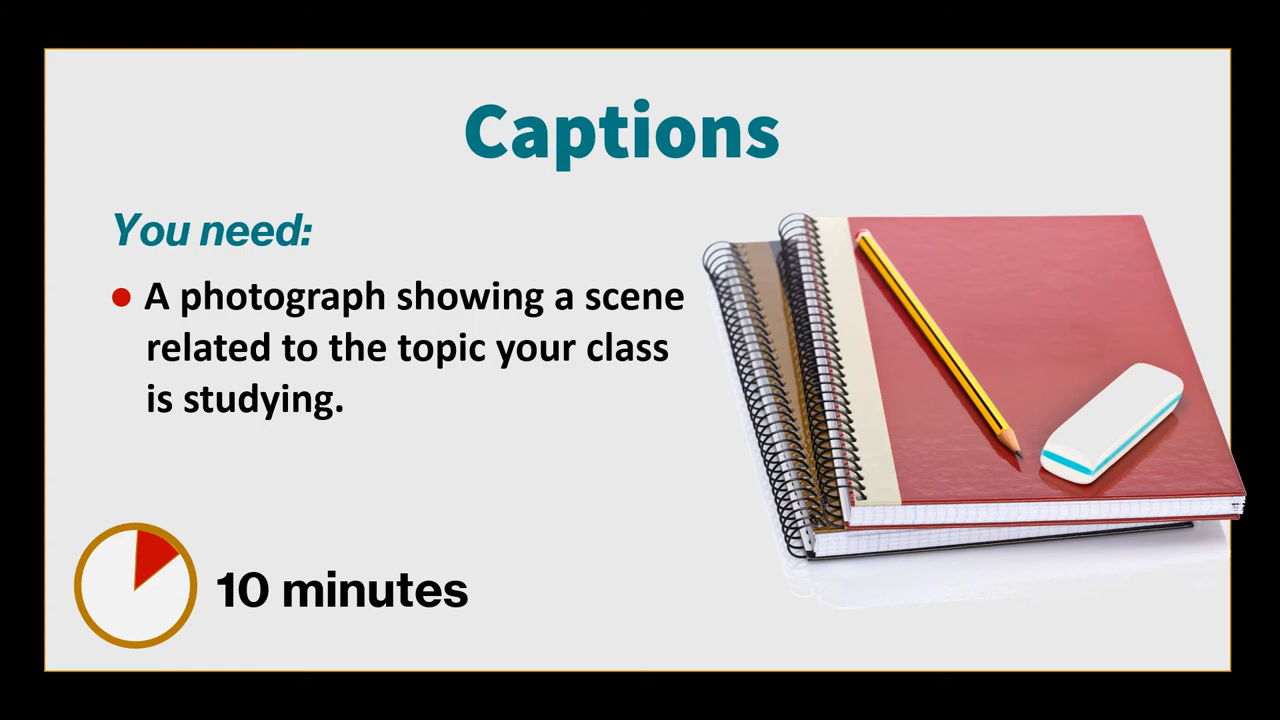 Captions
You need:
• A photograph showing a scene
related to the topic your class
is studying.
10 minutes